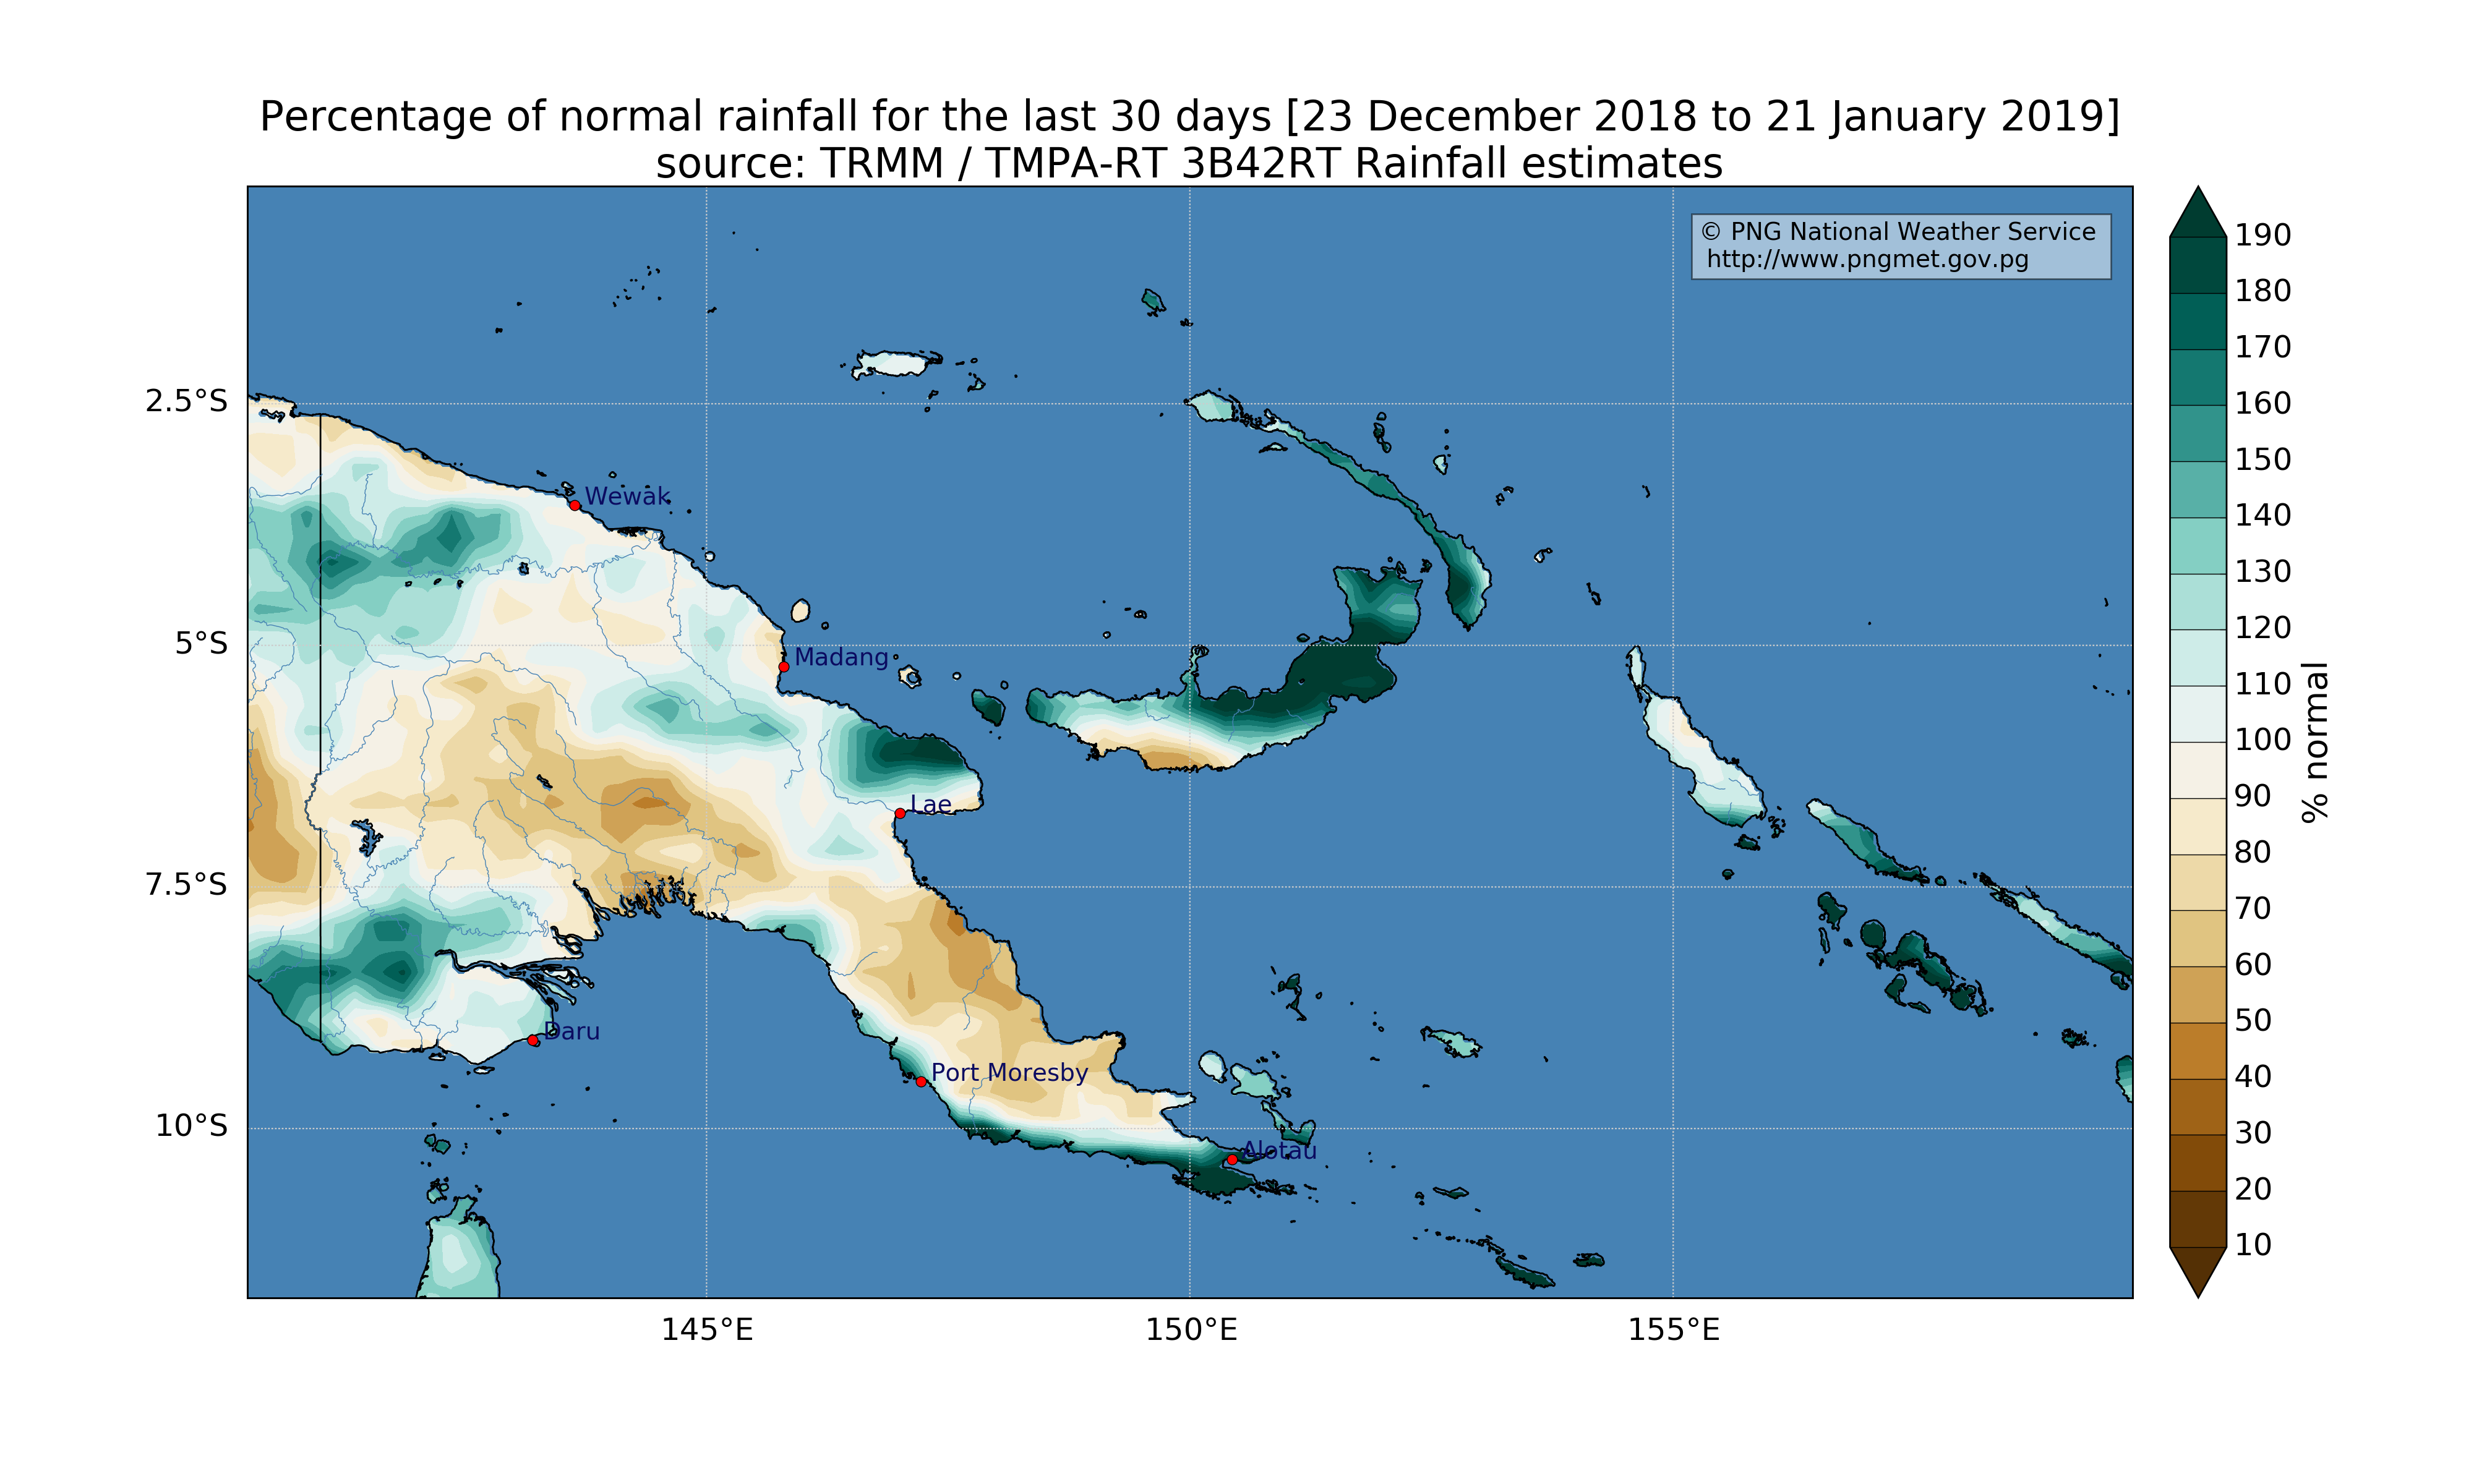 Percentage of normal rainfall for the last 30 days [23 December 2018 to 21 January 2019]
source: TRMM / TMPA-RT 3B42RT Rainfall estimates
© PNG National Weather Service
http://www.pngmet.gov.pg
190
180
170
160
150
140
130
120
110
100
90
80
70
60
50
40
30
20
10
% normal
2.5°S
5°S
7.5°S
10°S
Wewak
Madang
Lae
Daru
Port Moresby
Alotau
145°E
150°E
155°E